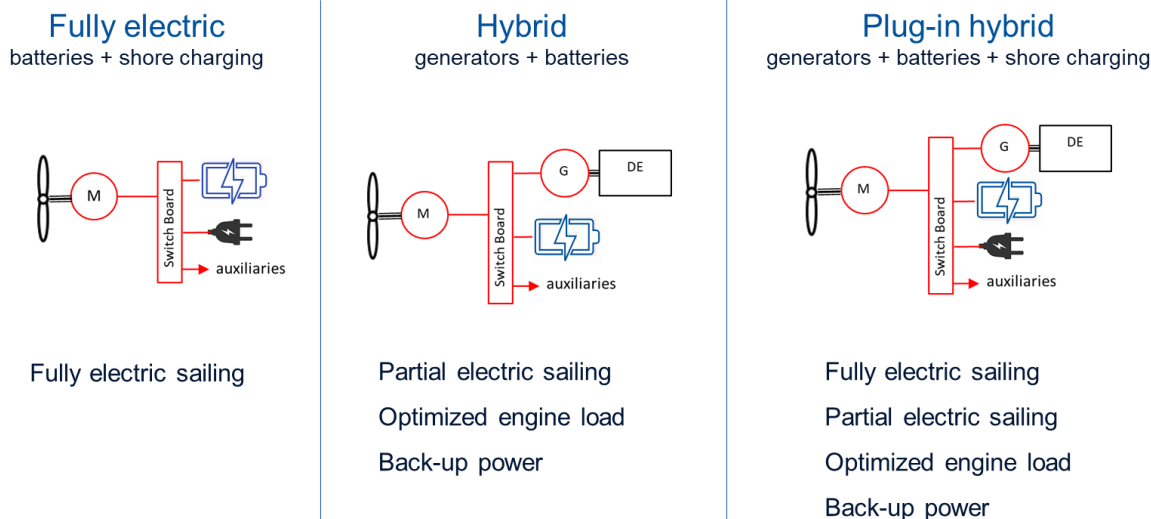 Fully electric
batteries + shore charging
M
Switch Board
auxiliaries
Fully electric sailing
Hybrid
generators + batteries
G
DE
M
Switch Board
auxiliaries
Partial electric sailing
Optimized engine load
Back-up power
Plug-in hybrid
generators + batteries + shore charging
G
DE
M
Switch Board
auxiliaries
Fully electric sailing
Partial electric sailing
Optimized engine load
Back-up power